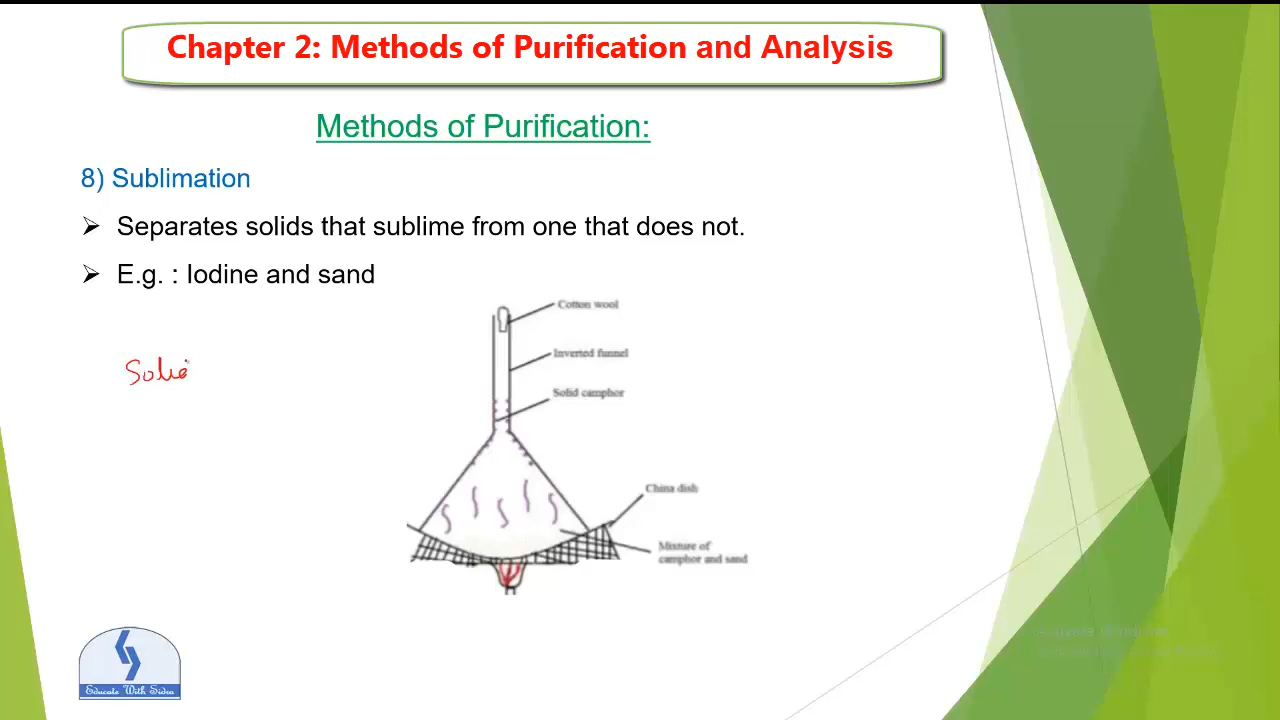 Chapter 2: Methods of Purification and Analysis
Methods of Purification:
8) Sublimation
Separates solids that sublime from one that does not.
E.g. : Iodine and sand
Cotton wool
Inverted funnel
Solid camphor
China dish
Mixture of
camphor and sand
Educate With Sidra